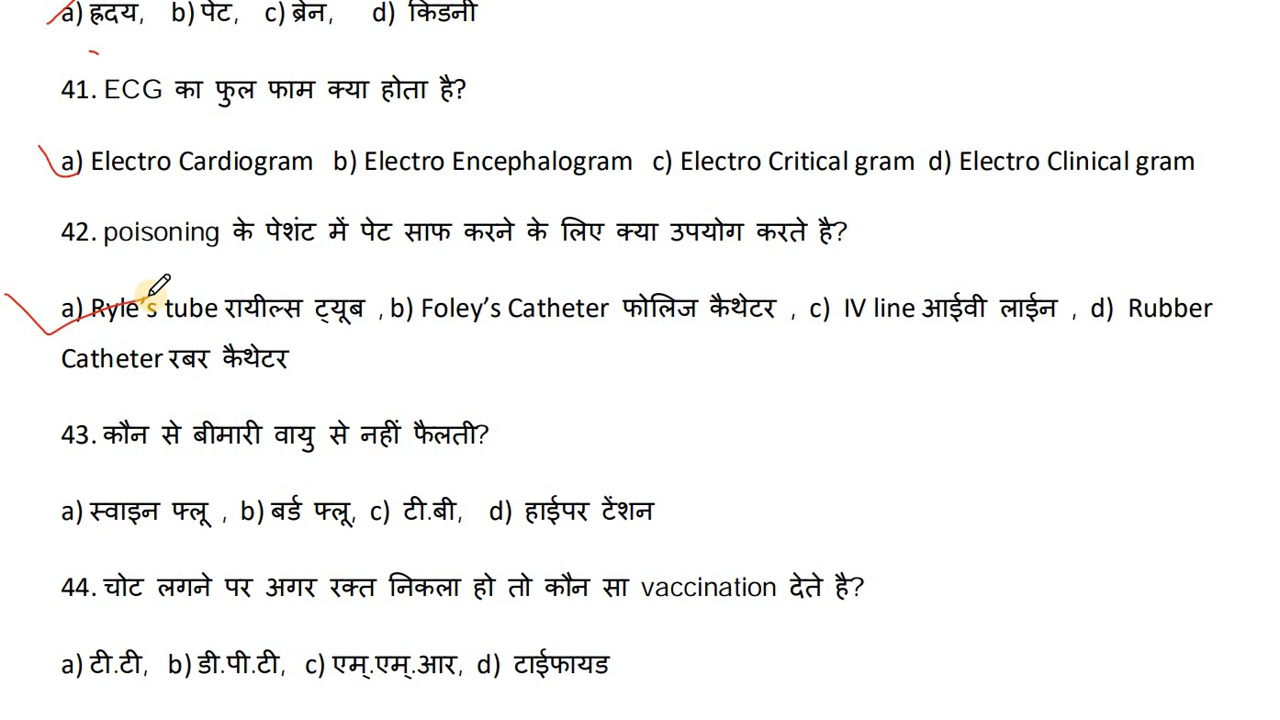 a) ह्रदय, b) पेट, c) ब्रेन, d) किडनी
41. ECG का फुल फाम क्या होता है?
a) Electro Cardiogram b) Electro Encephalogram c) Electro Critical gram d) Electro Clinical gram
42. poisoning के पेशंट में पेट साफ करने के लिए क्या उपयोग करते है?
a) Ryle’s tube रायील्स ट्यूब , b) Foley’s Catheter फोलिज कैथेटर , c) IV line आईवी लाईन , d) Rubber
Catheter रबर कैथेटर
43. कौन से बीमारी वायु से नहीं फैलती?
a) स्वाइन फ्लू , b) बर्ड फ्लू, c) टी.बी, d) हाईपर टेंशन
44. चोट लगने पर अगर रक्त निकला हो तो कौन सा vaccination देते है?
a) टी.टी, b) डी.पी.टी, c) एम्.एम्.आर, d) टाईफायड